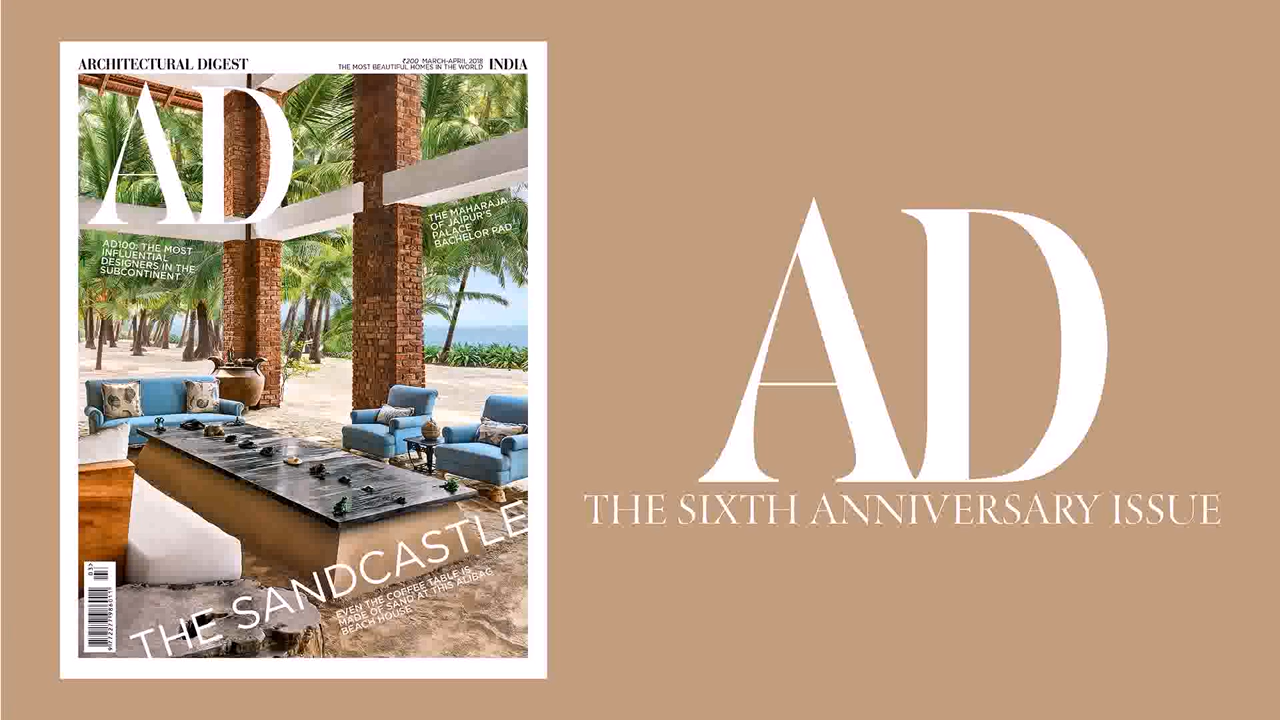 ARCHITECTURAL DIGEST
₹200 MARCH-APRIL 2018
THE MOST BEAUTIFUL HOMES IN THE WORLD
INDIA
AD
AD100: THE MOST
INFLUENTIAL
DESIGNERS IN THE
SUBCONTINENT
THE MAHARAJA
OF JAIPUR'S
PALACE
BACHELOR PAD
THE SANDCASTLE
EVEN THE COFFEE TABLE IS
MADE OF SAND AT THIS ALIBAG
BEACH HOUSE
AD
THE SIXTH ANNIVERSARY ISSUE